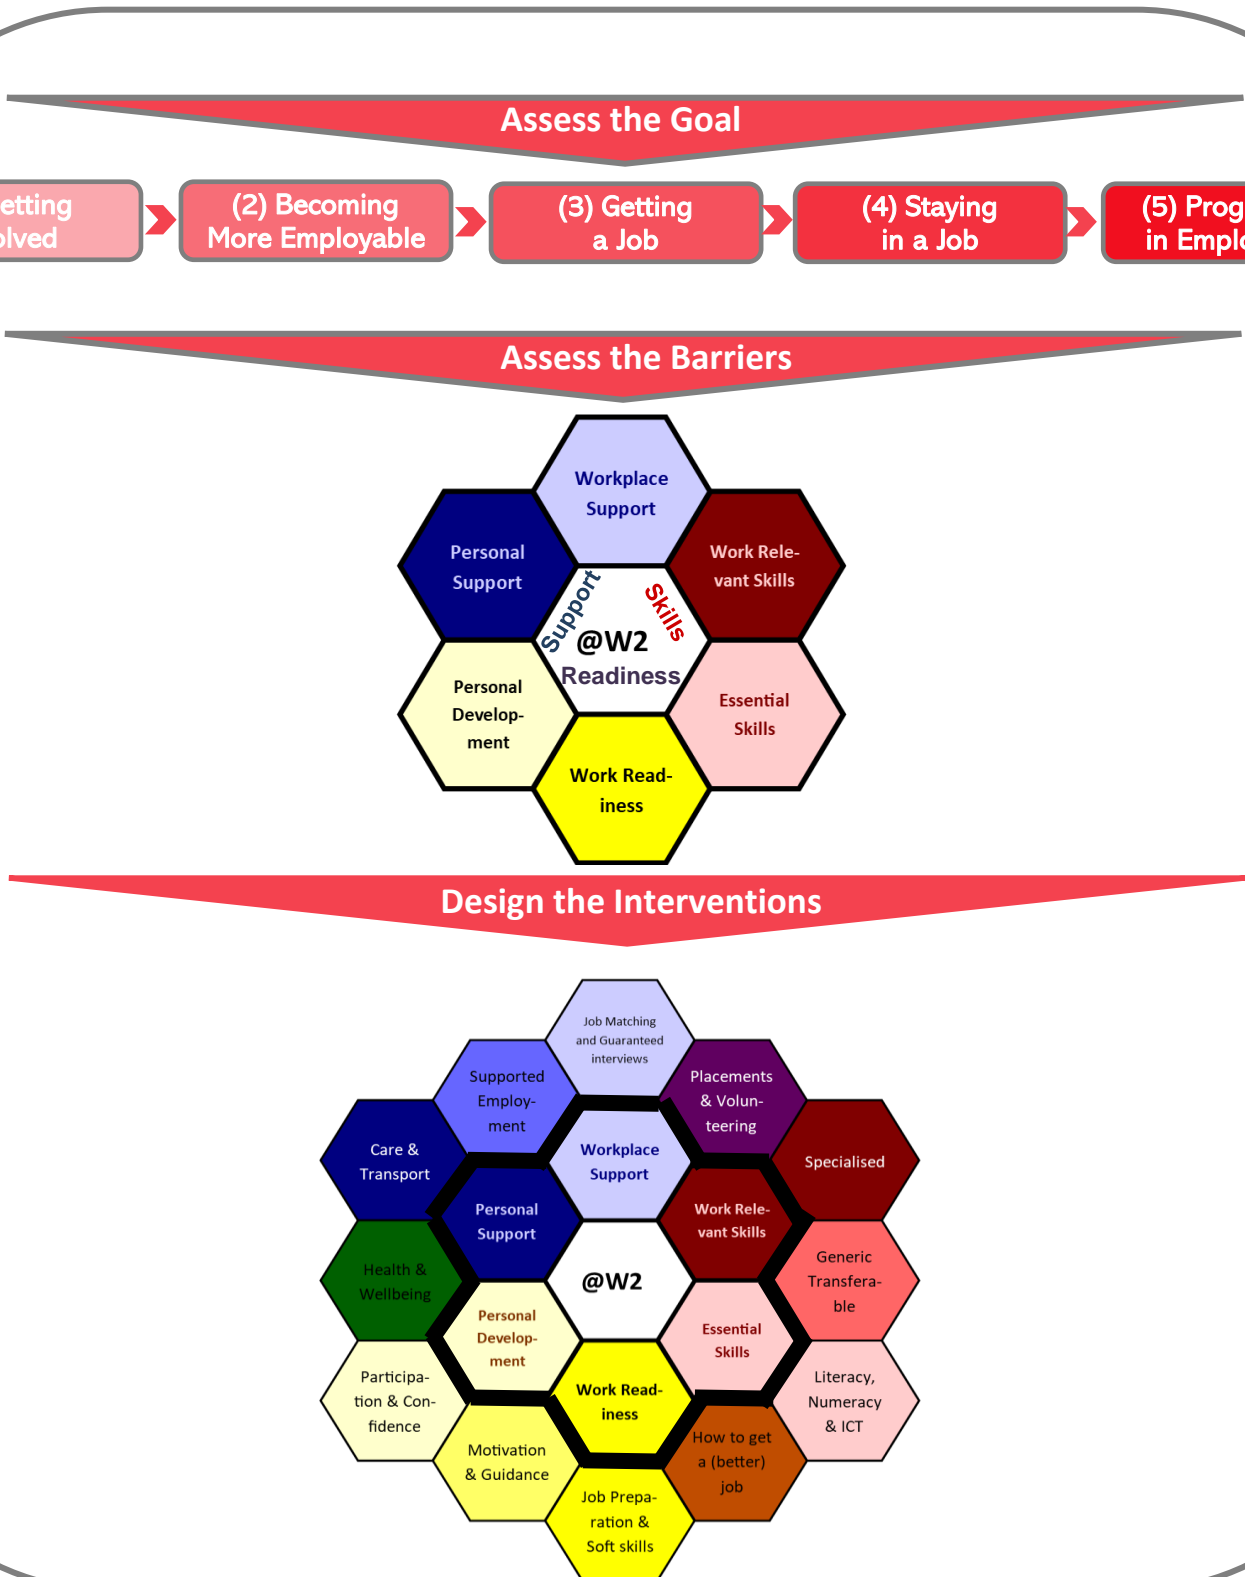 Assess the Goal
etting
olved
(2) Becoming
More Employable
(3) Getting
a Job
(4) Staying
in a Job
(5) Prog
in Emplo
Assess the Barriers
Workplace
Support
Personal
Support
Work Rele-
vant Skills
Support
Skills
@W2
Readiness
Personal
Develop-
ment
Essential
Skills
Work Read-
iness
Design the Interventions
Job Matching
and Guaranteed
interviews
Supported
Employ-
ment
Placements
& Volun-
teering
Care &
Transport
Workplace
Support
Specialised
Personal
Support
Work Rele-
vant Skills
Health &
Wellbeing
@W2
Generic
Transfera-
ble
Personal
Develop-
ment
Essential
Skills
Participa-
tion & Con-
fidence
Work Read-
iness
Literacy,
Numeracy
& ICT
Motivation
& Guidance
How to get
a (better)
job
Job Prepa-
ration &
Soft skills